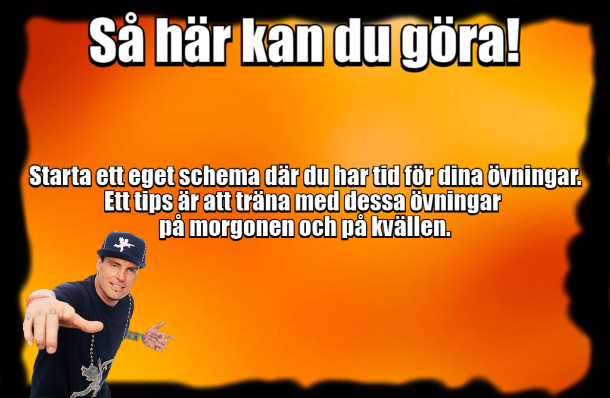 Så här kan du göra!
Starta ett eget schema där du har tid för dina övningar.
Ett tips är att träna med dessa övningar
på morgonen och på kvällen.